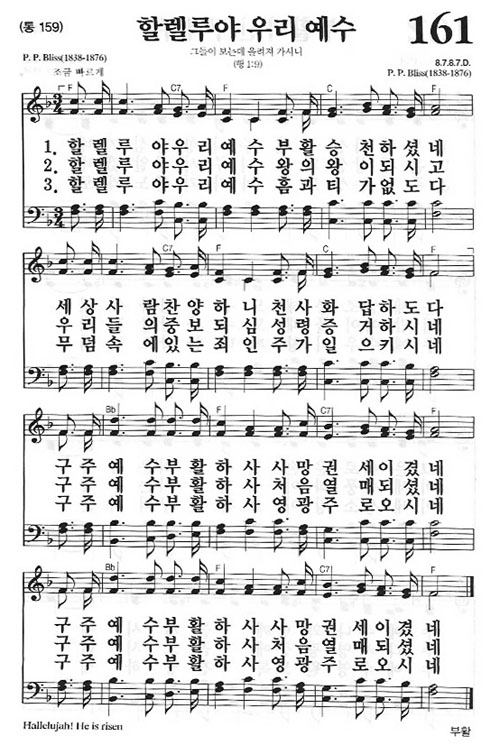 (통 159)
할렐루야 우리 예수
161
P. P. Bliss(1838-1876)
그들이 보는데 올려져 가시니
(행 1:9)
8.7.8.7.D.
P. P. Bliss(1838-1876)
조금 빠르게
F C7 F C7 F
1. 할 렐 루 야 우 리 예 수 부 활 승 천 하 셨 네
2. 할 렐 루 야 우 리 예 수 왕 의 왕 이 되 시 고
3. 할 렐 루 야 우 리 예 수 흠 과 티 가 없 도 다
C7 F C7 F
세 상 사 람 찬 양 하 니 천 사 화 답 하 도 다
우 리 들 의 중 보 되 심 성 령 증 거 하 시 네
무 덤 속 에 있 는 죄 인 주 가 일 으 키 시 네
Bb F C7 F
구 주 예 수 부 활 하 사 사 망 권 세 이 겼 네
구 주 예 수 부 활 하 사 처 음 열 매 되 셨 네
구 주 예 수 부 활 하 사 영 광 주 로 오 시 네
Bb F C7 F
구 주 예 수 부 활 하 사 사 망 권 세 이 겼 네
구 주 예 수 부 활 하 사 처 음 열 매 되 셨 네
구 주 예 수 부 활 하 사 영 광 주 로 오 시 네
Hallelujah! He is risen
부활